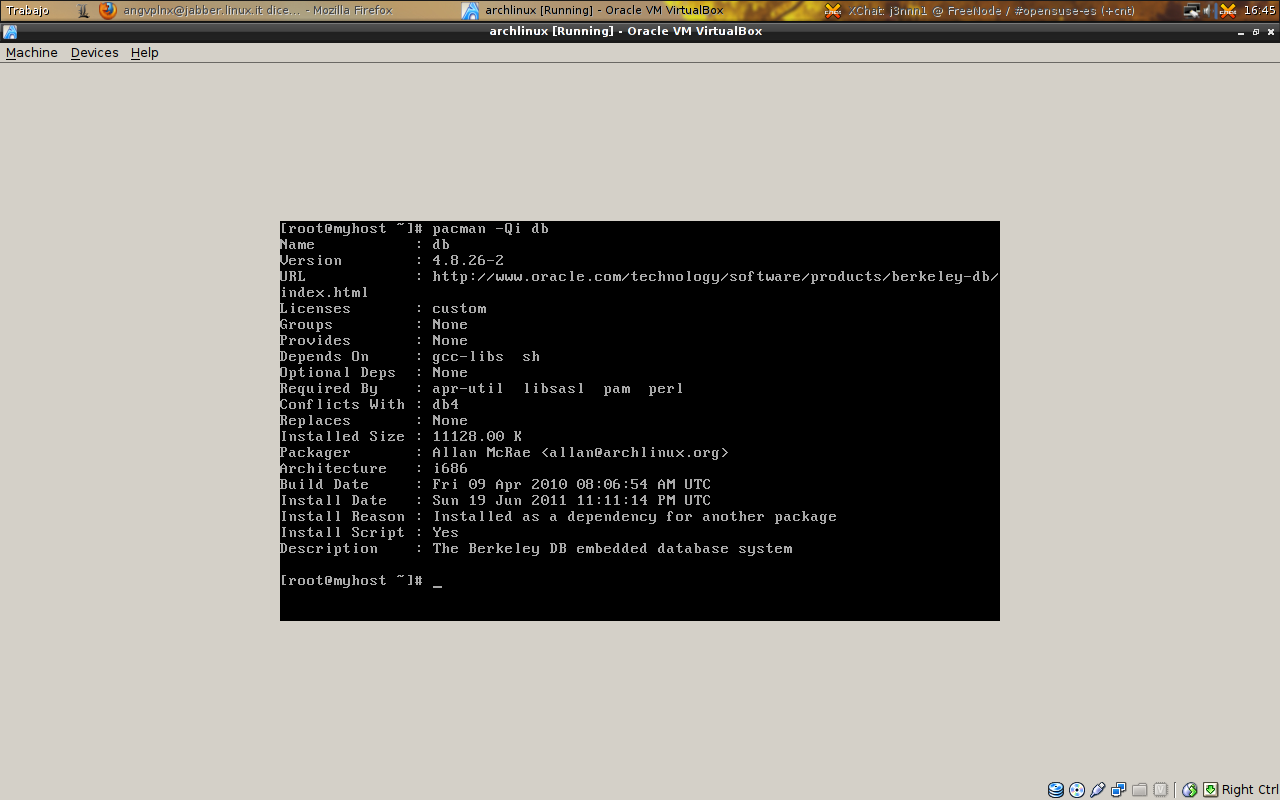 Trabajo angvplnx@jabber.linux.it dice... - Mozilla Firefox archlinux [Running] - Oracle VM VirtualBox XChat: j3nnn1 @ FreeNode / #opensuse-es (+cnt) 16:45
archlinux [Running] - Oracle VM VirtualBox
Machine Devices Help
[root@myhost ~]# pacman -Qi db
Name           : db
Version        : 4.8.26-2
URL            : http://www.oracle.com/technology/software/products/berkeley-db/
index.html
Licenses       : custom
Groups         : None
Provides       : None
Depends On     : gcc-libs  sh
Optional Deps  : None
Required By    : apr-util  libsasl  pam  perl
Conflicts With : db4
Replaces       : None
Installed Size : 11128.00 K
Packager       : Allan McRae <allan@archlinux.org>
Architecture   : i686
Build Date     : Fri 09 Apr 2010 08:06:54 AM UTC
Install Date   : Sun 19 Jun 2011 11:11:14 PM UTC
Install Reason : Installed as a dependency for another package
Install Script : Yes
Description    : The Berkeley DB embedded database system
[root@myhost ~]# _
Right Ctrl